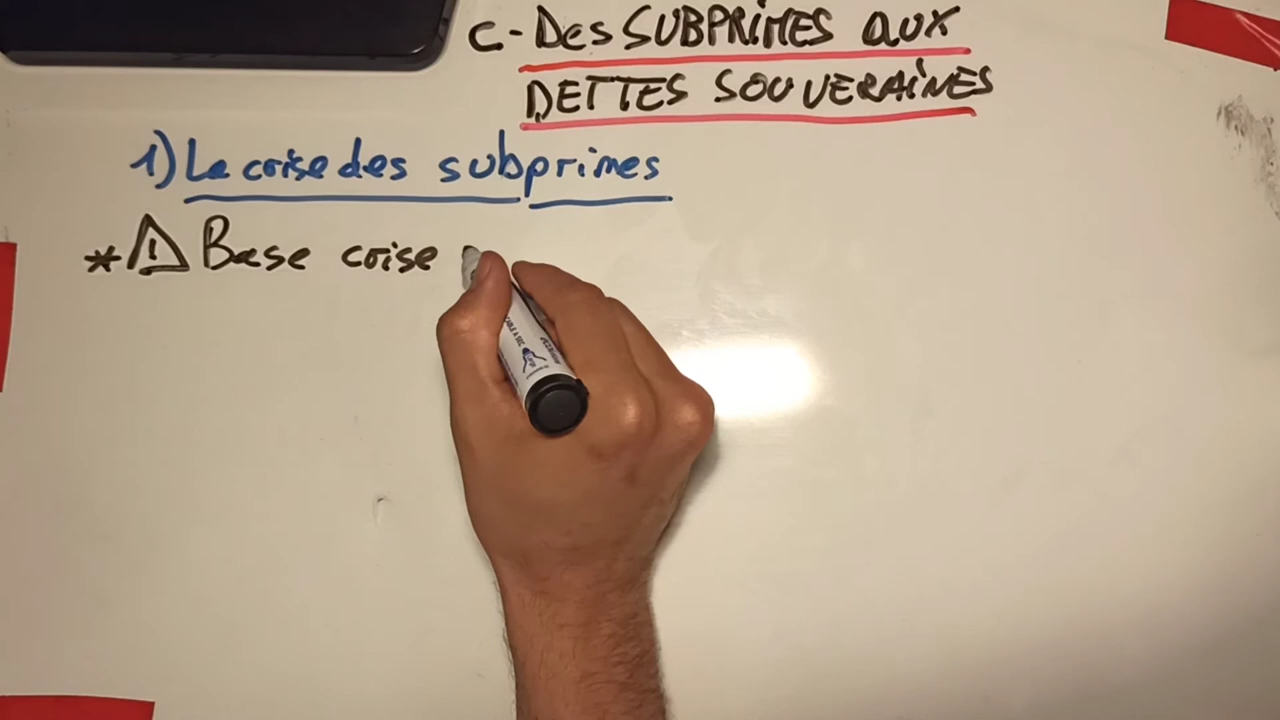 C- Des SUBPRIMES AUX
DETTES SOUVERAINES
1) La crise des subprimes
* ⚠ Base crise